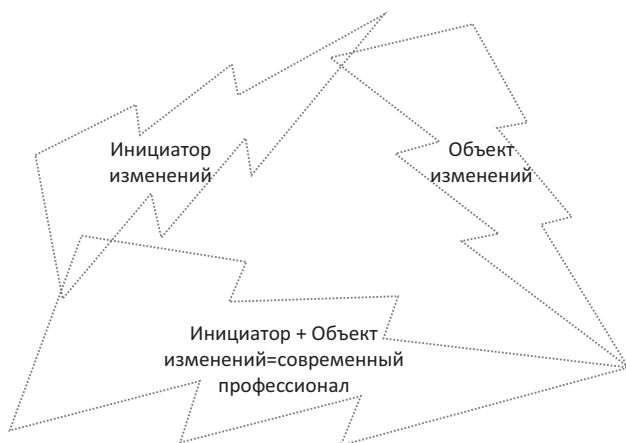 Инициатор
изменений
Объект
изменений
Инициатор + Объект
изменений=современный
профессионал